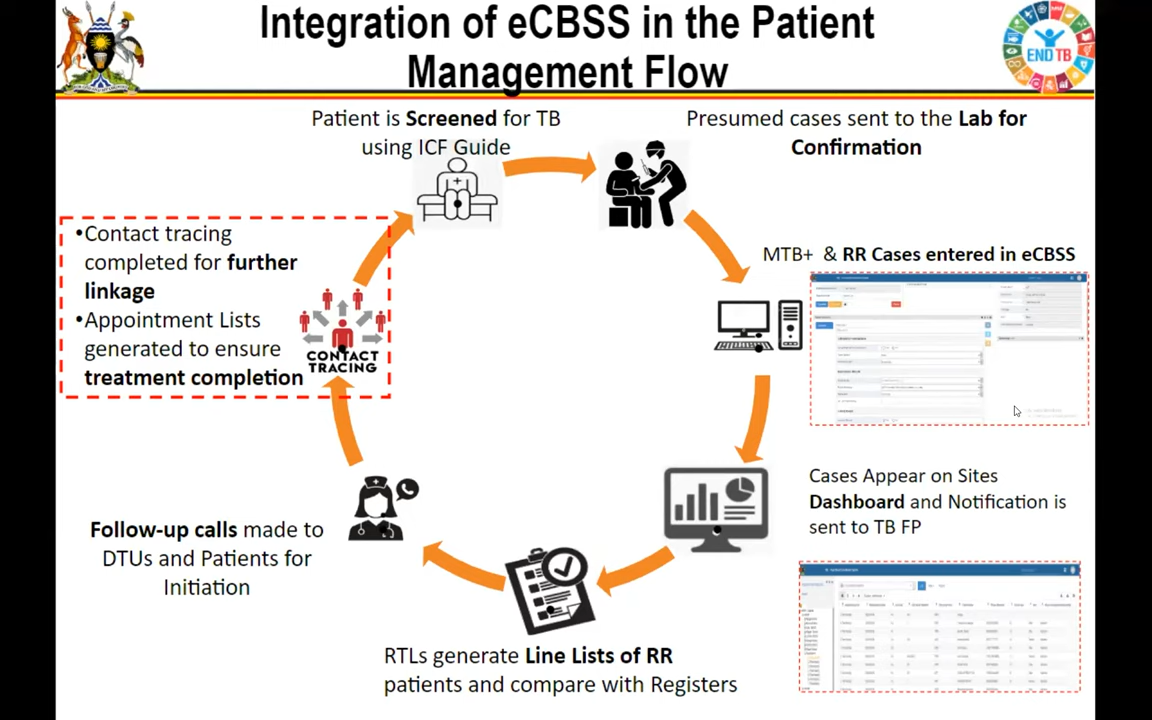 Integration of eCBSS in the Patient
Management Flow
END TB
Patient is Screened for TB
using ICF Guide
Presumed cases sent to the Lab for
Confirmation
MTB+ & RR Cases entered in eCBSS
Cases Appear on Sites
Dashboard and Notification is
sent to TB FP
RTLs generate Line Lists of RR
patients and compare with Registers
Follow-up calls made to
DTUs and Patients for
Initiation
•Contact tracing
completed for further
linkage
•Appointment Lists
generated to ensure
treatment completion
CONTACT
TRACING